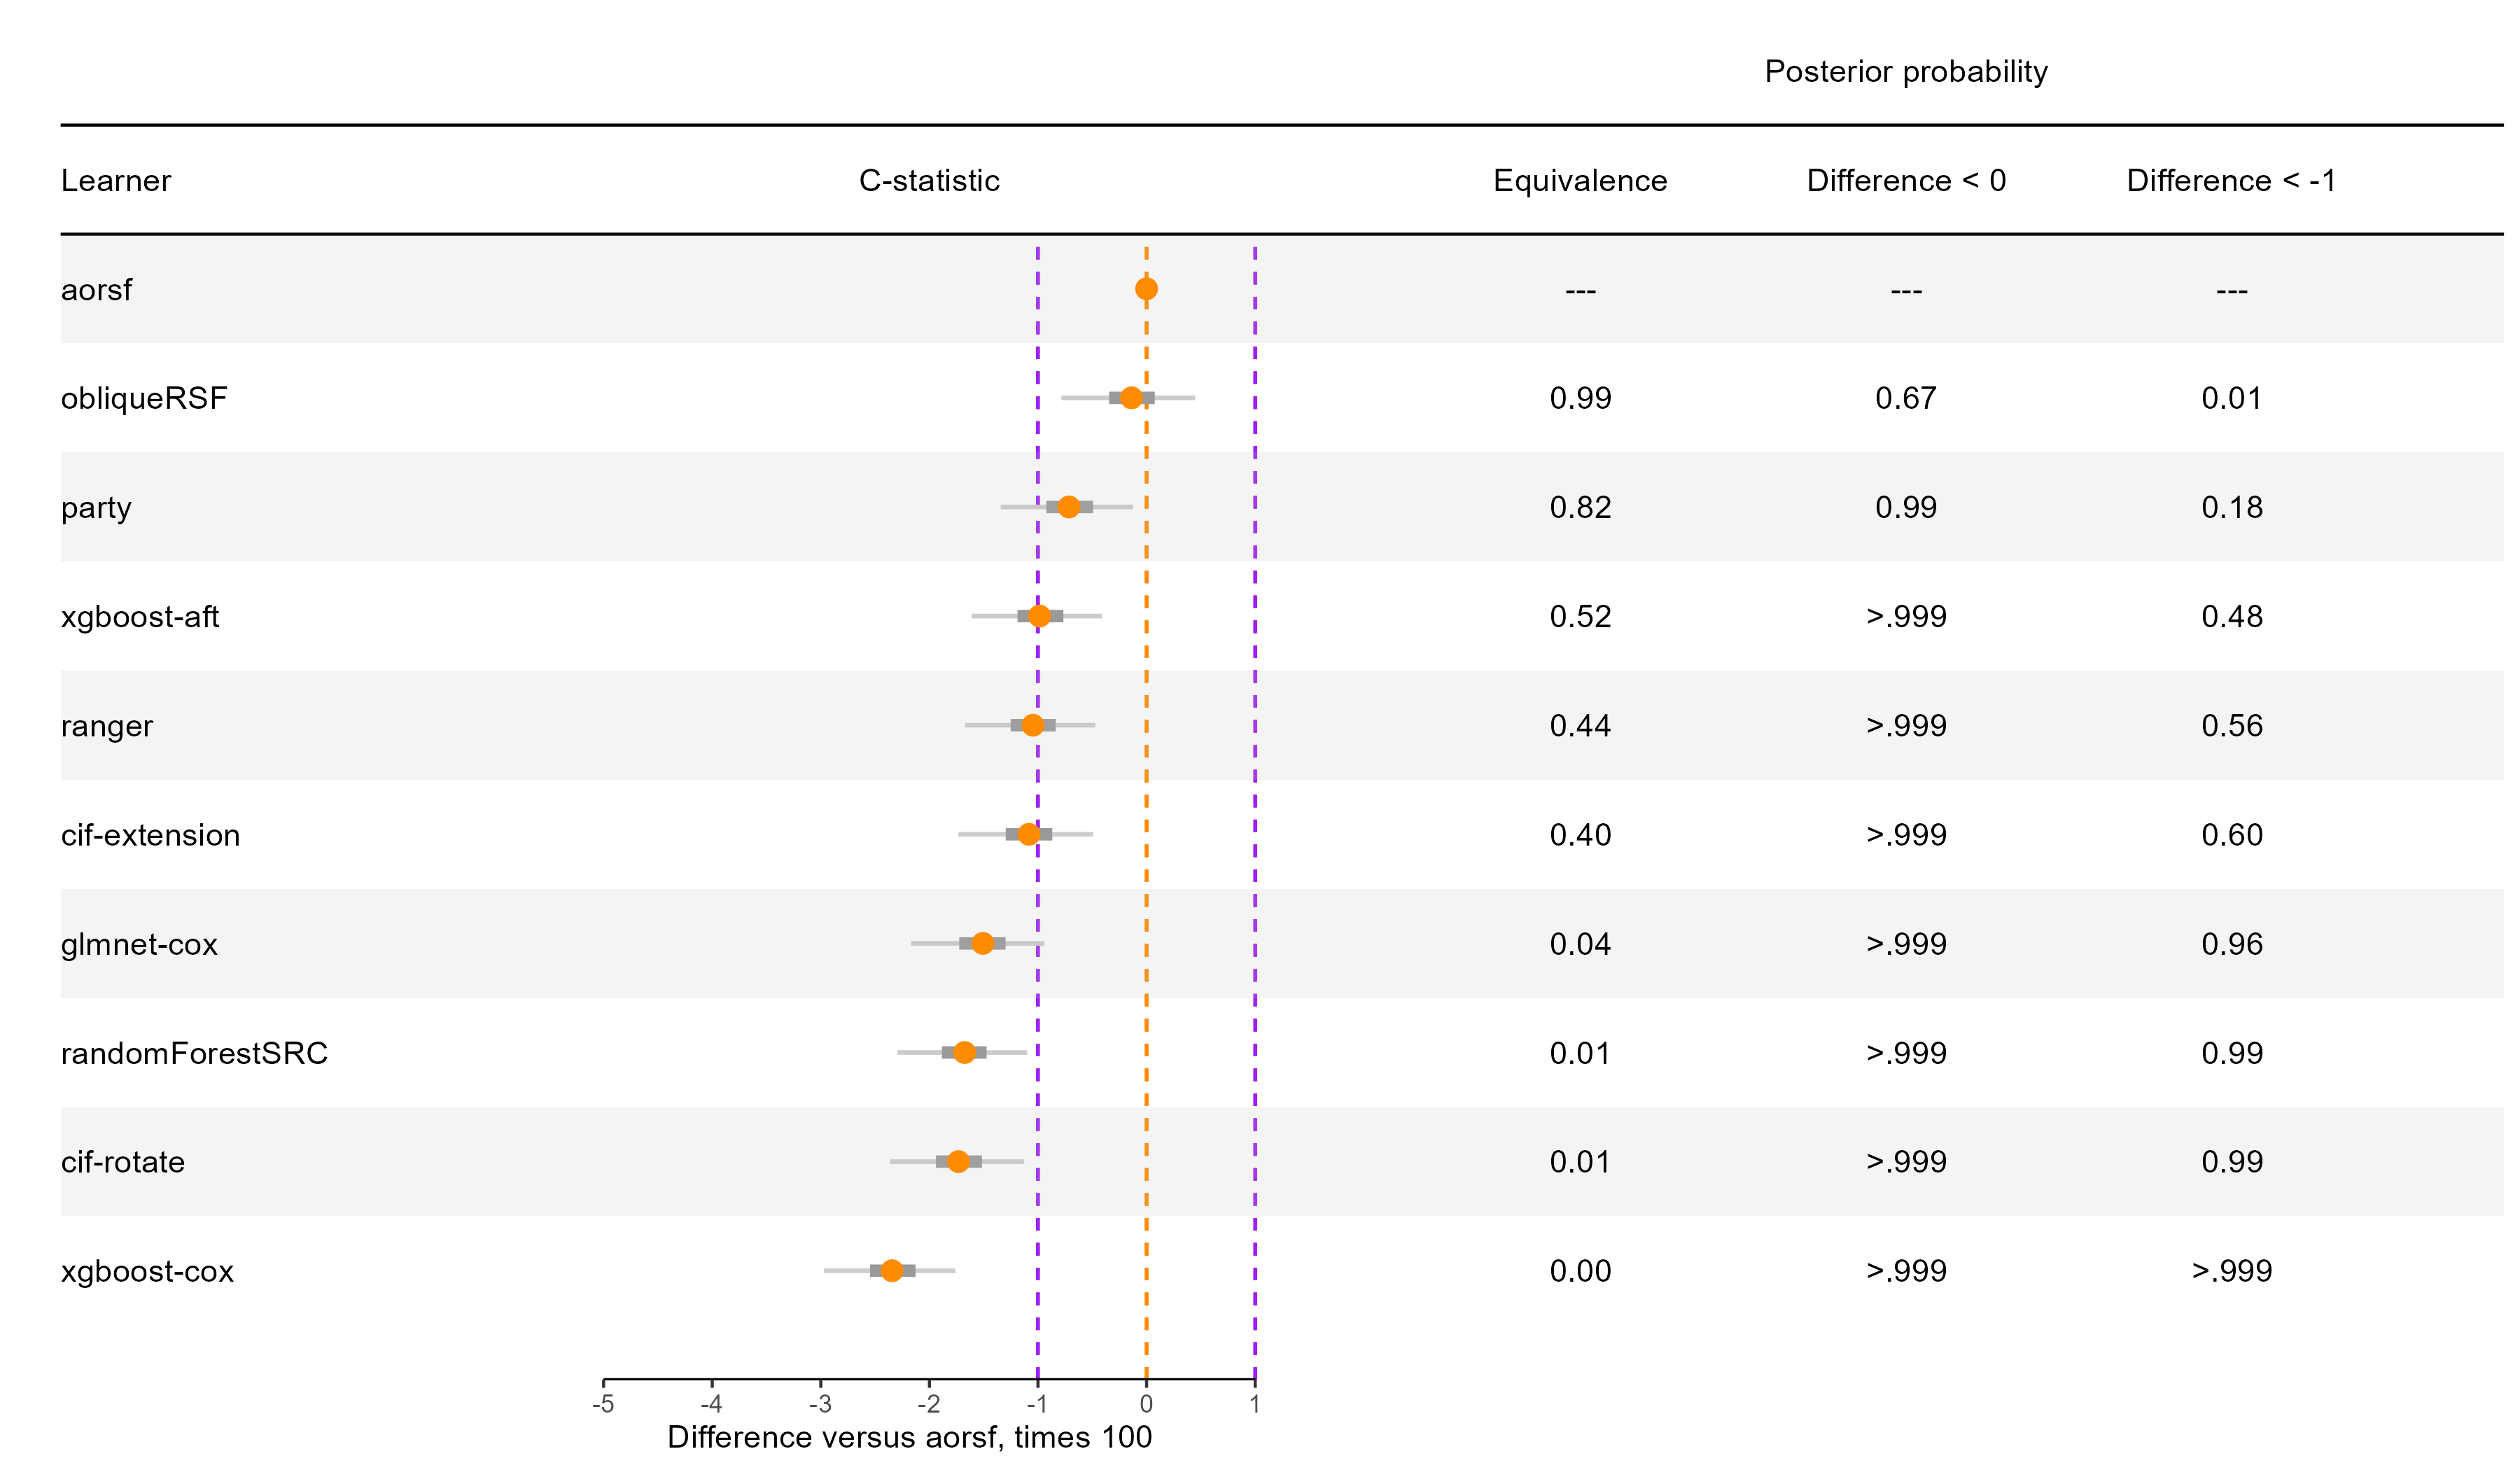 Posterior probability
Learner C-statistic Equivalence Difference < 0 Difference < -1
aorsf --- --- ---
obliqueRSF 0.99 0.67 0.01
party 0.82 0.99 0.18
xgboost-aft 0.52 >.999 0.48
ranger 0.44 >.999 0.56
cif-extension 0.40 >.999 0.60
glmnet-cox 0.04 >.999 0.96
randomForestSRC 0.01 >.999 0.99
cif-rotate 0.01 >.999 0.99
xgboost-cox 0.00 >.999 >.999
-5 -4 -3 -2 -1 0 1
Difference versus aorsf, times 100